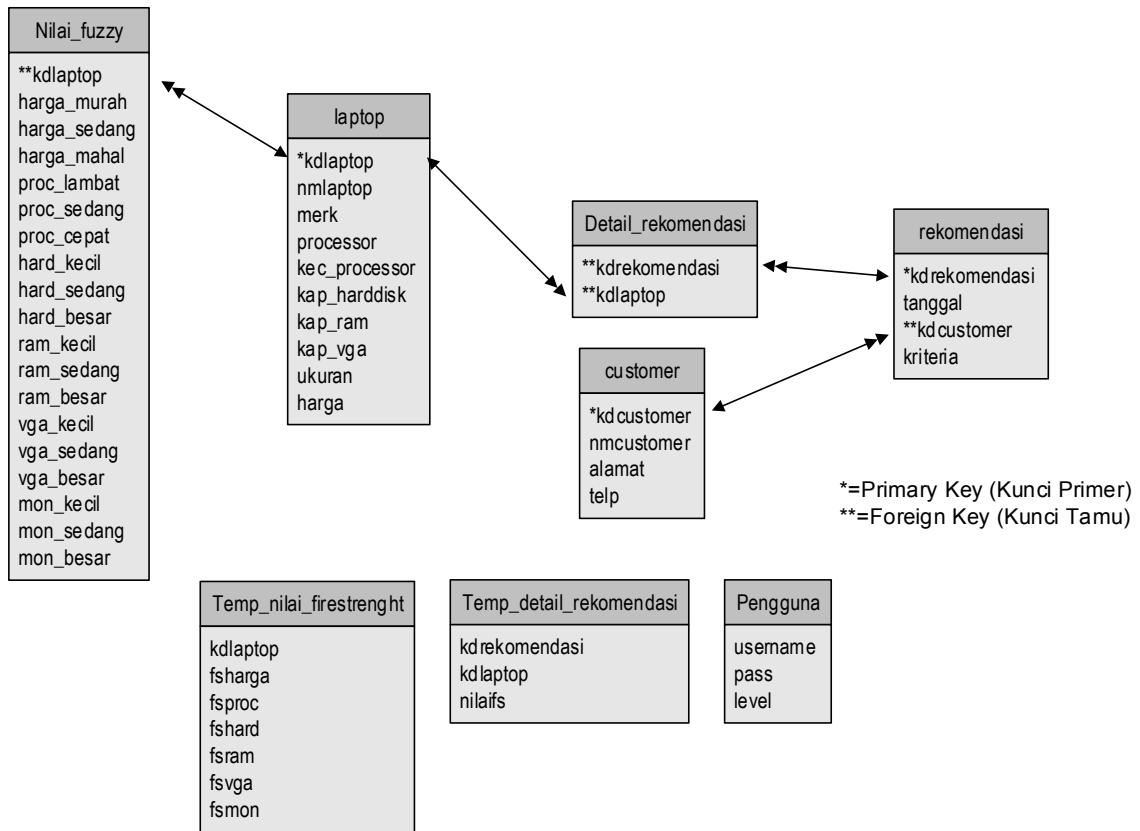 Nilai_fuzzy
**kdlaptop
harga_murah
harga_sedang
harga_mahal
proc_lambat
proc_sedang
proc_cepat
hard_kecil
hard_sedang
hard_besar
ram_kecil
ram_sedang
ram_besar
vga_kecil
vga_sedang
vga_besar
mon_kecil
mon_sedang
mon_besar
laptop
*kdlaptop
nmlaptop
merk
processor
kec_processor
kap_harddisk
kap_ram
kap_vga
ukuran
harga
Detail_rekomendasi
**kdrekomendasi
**kdlaptop
rekomendasi
*kdrekomendasi
tanggal
**kdcustomer
kriteria
customer
*kdcustomer
nmcustomer
alamat
telp
*=Primary Key (Kunci Primer)
**=Foreign Key (Kunci Tamu)
Temp_nilai_firestrenght
kdlaptop
fsharga
fsproc
fshard
fsram
fsvga
fsmon
Temp_detail_rekomendasi
kdrekomendasi
kdlaptop
nilaifs
Pengguna
username
pass
level